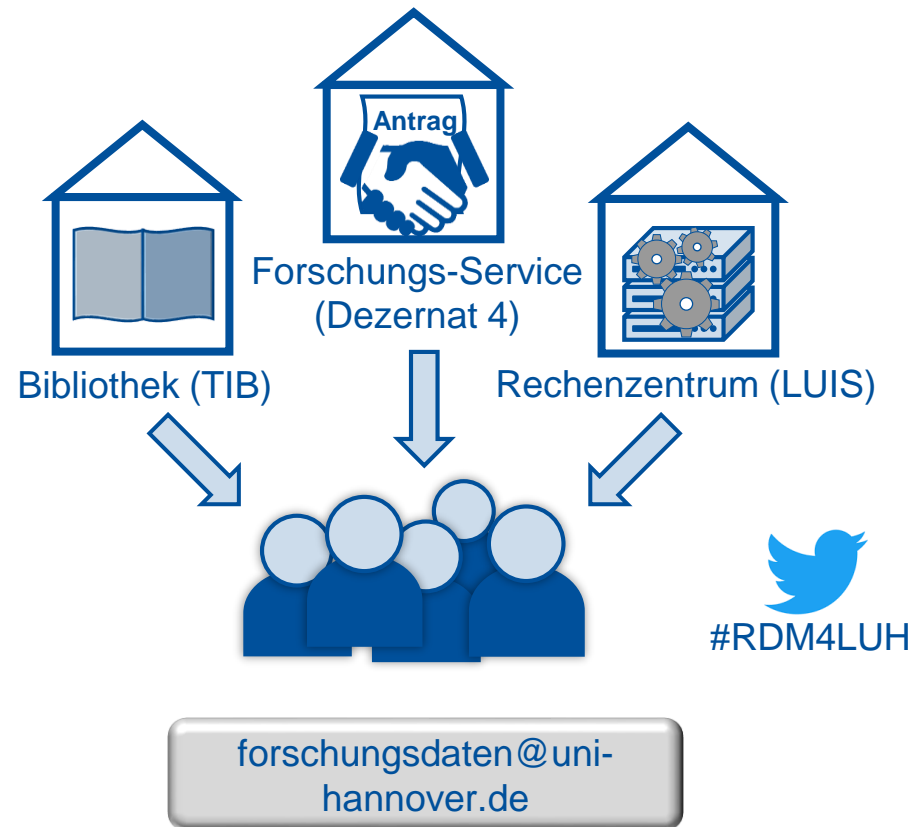 Antrag
Forschungs-Service
(Dezernat 4)
Bibliothek (TIB)
Rechenzentrum (LUIS)
#RDM4LUH
forschungsdaten@uni-
hannover.de